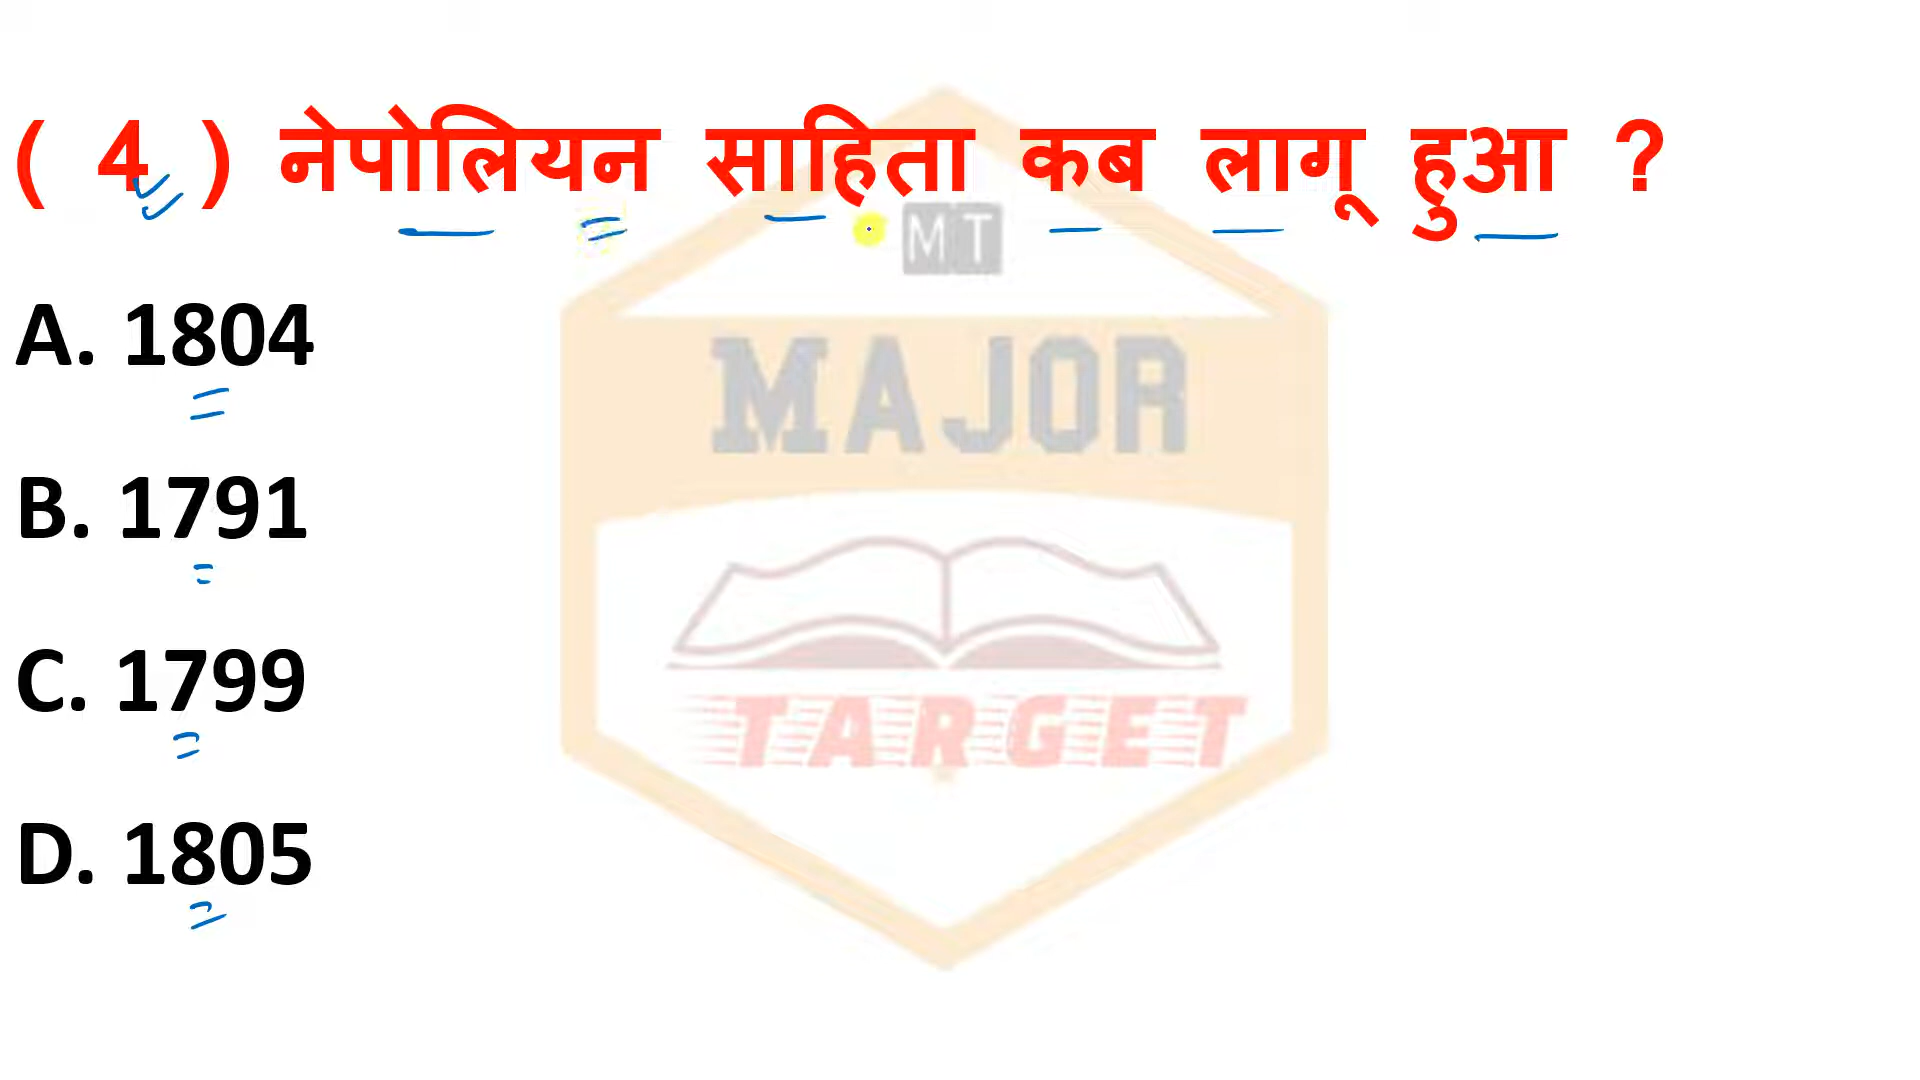 ( 4 ) नेपोलियन साहिता कब लागू हुआ ?
MT
A. 1804
MAJOR
B. 1791
C. 1799
TARGET
D. 1805